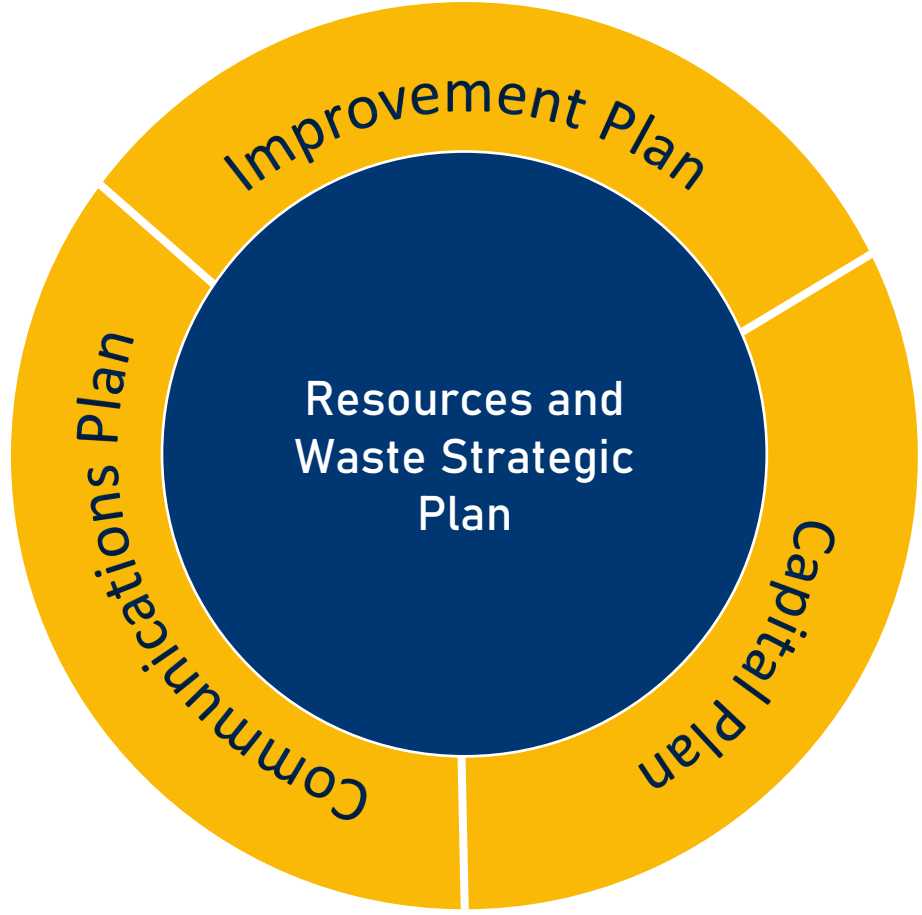 Improvement Plan
Capital Plan
Communications Plan
Resources and
Waste Strategic
Plan